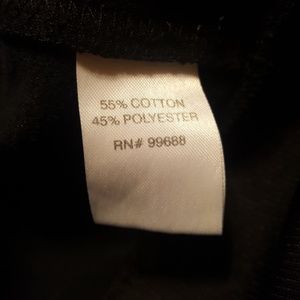 55% COTTON
45% POLYESTER
RN# 99688